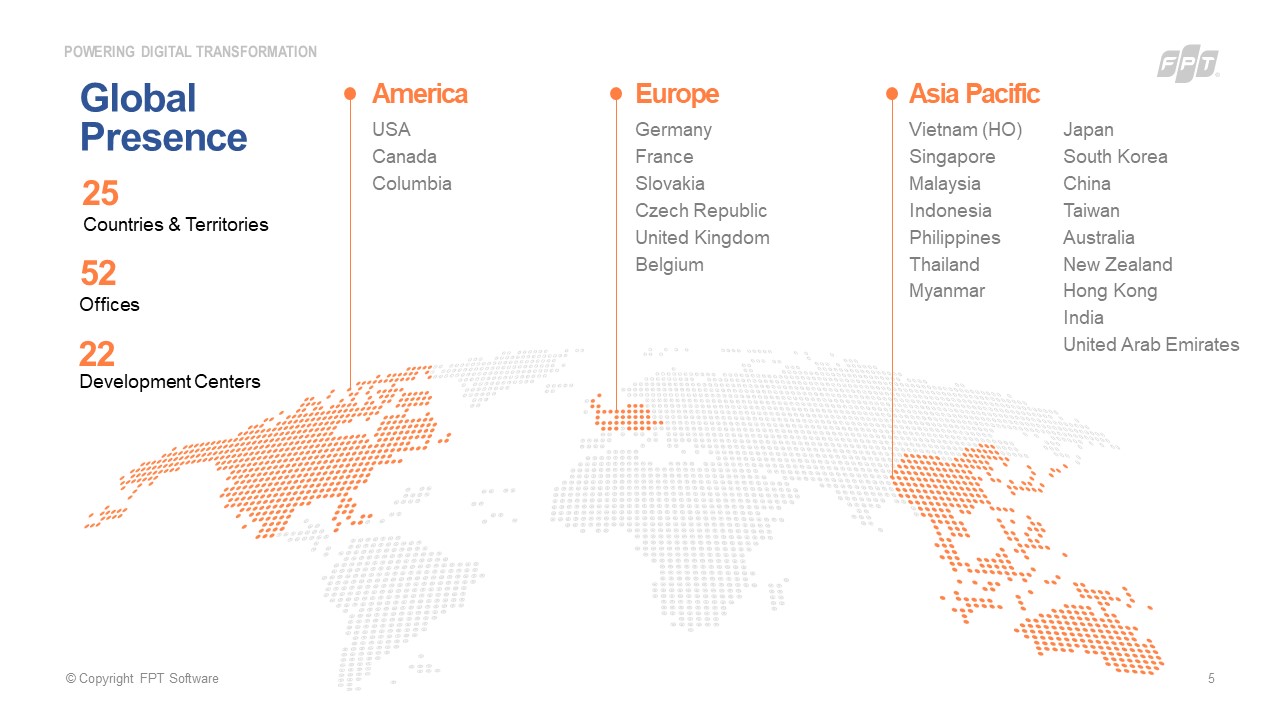 POWERING DIGITAL TRANSFORMATION
FPT®
Global
Presence
25
Countries & Territories
52
Offices
22
Development Centers
America
USA
Canada
Columbia
Europe
Germany
France
Slovakia
Czech Republic
United Kingdom
Belgium
Asia Pacific
Vietnam (HO)
Singapore
Malaysia
Indonesia
Philippines
Thailand
Myanmar
Japan
South Korea
China
Taiwan
Australia
New Zealand
Hong Kong
India
United Arab Emirates
© Copyright FPT Software
5